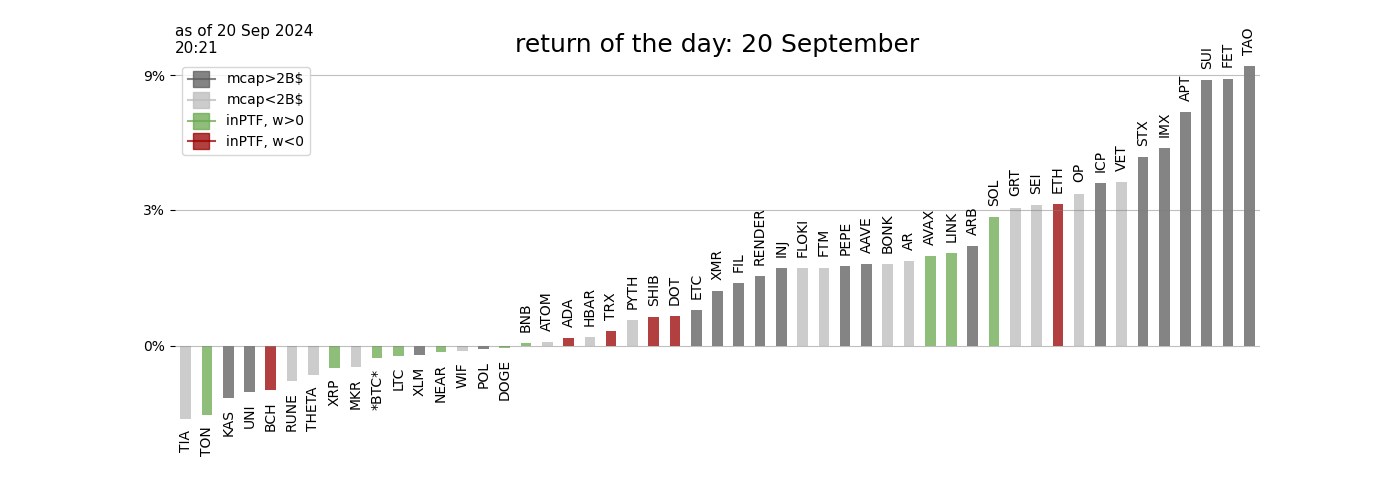 as of 20 Sep 2024
20:21
return of the day: 20 September
9%
3%
0%
mcap>2B$
mcap<2B$
inPTF, w>0
inPTF, w<0
TIA
TON
KAS
UNI
BCH
RUNE
THETA
XRP
MKR
*BTC*
LTC
XLM
NEAR
WIF
POL
DOGE
BNB
ATOM
ADA
HBAR
TRX
PYTH
SHIB
DOT
ETC
XMR
FIL
RENDER
INJ
FLOKI
FTM
PEPE
AAVE
BONK
AR
AVAX
LINK
ARB
SOL
GRT
SEI
ETH
OP
ICP
VET
STX
IMX
APT
SUI
FET
TAO